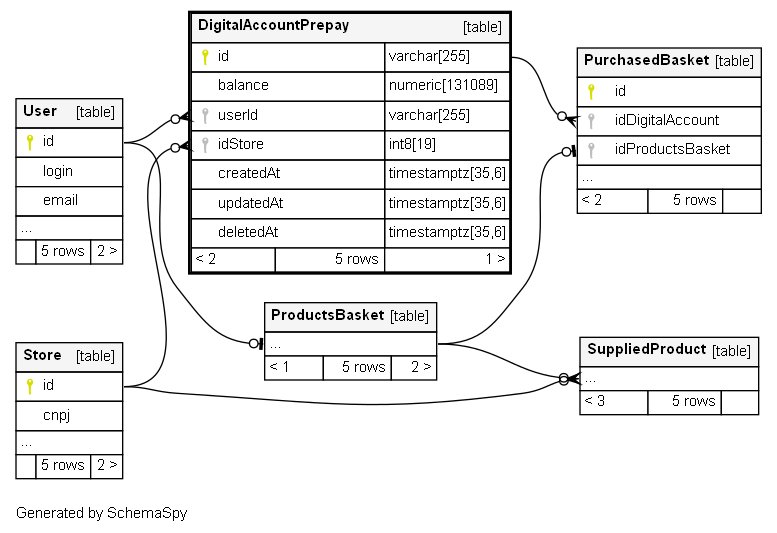 DigitalAccountPrepay [table]
id varchar[255]
balance numeric[131089]
userId varchar[255]
idStore int8[19]
createdAt timestamptz[35,6]
updatedAt timestamptz[35,6]
deletedAt timestamptz[35,6]
< 2 5 rows 1 >
PurchasedBasket [table]
id
idDigitalAccount
idProductsBasket
...
< 2 5 rows
User [table]
id
login
email
...
5 rows 2 >
ProductsBasket [table]
...
< 1 5 rows 2 >
SuppliedProduct [table]
...
< 3 5 rows
Store [table]
id
cnpj
...
5 rows 2 >
Generated by SchemaSpy